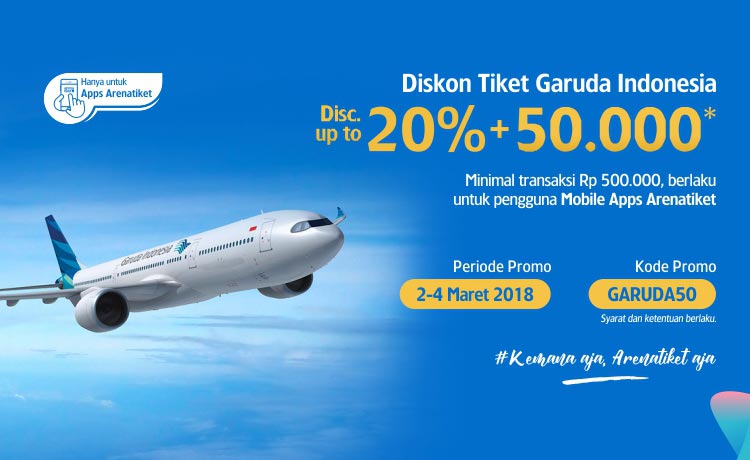 Hanya untuk
Apps Arenatiket
Diskon Tiket Garuda Indonesia
Disc.
up to
20%+50.000*
Minimal transaksi Rp 500.000, berlaku
untuk pengguna Mobile Apps Arenatiket
Garuda Indonesia
Periode Promo
Kode Promo
2-4 Maret 2018
GARUDA50
Syarat dan ketentuan berlaku.
#Kemana aja, Arenatiket aja